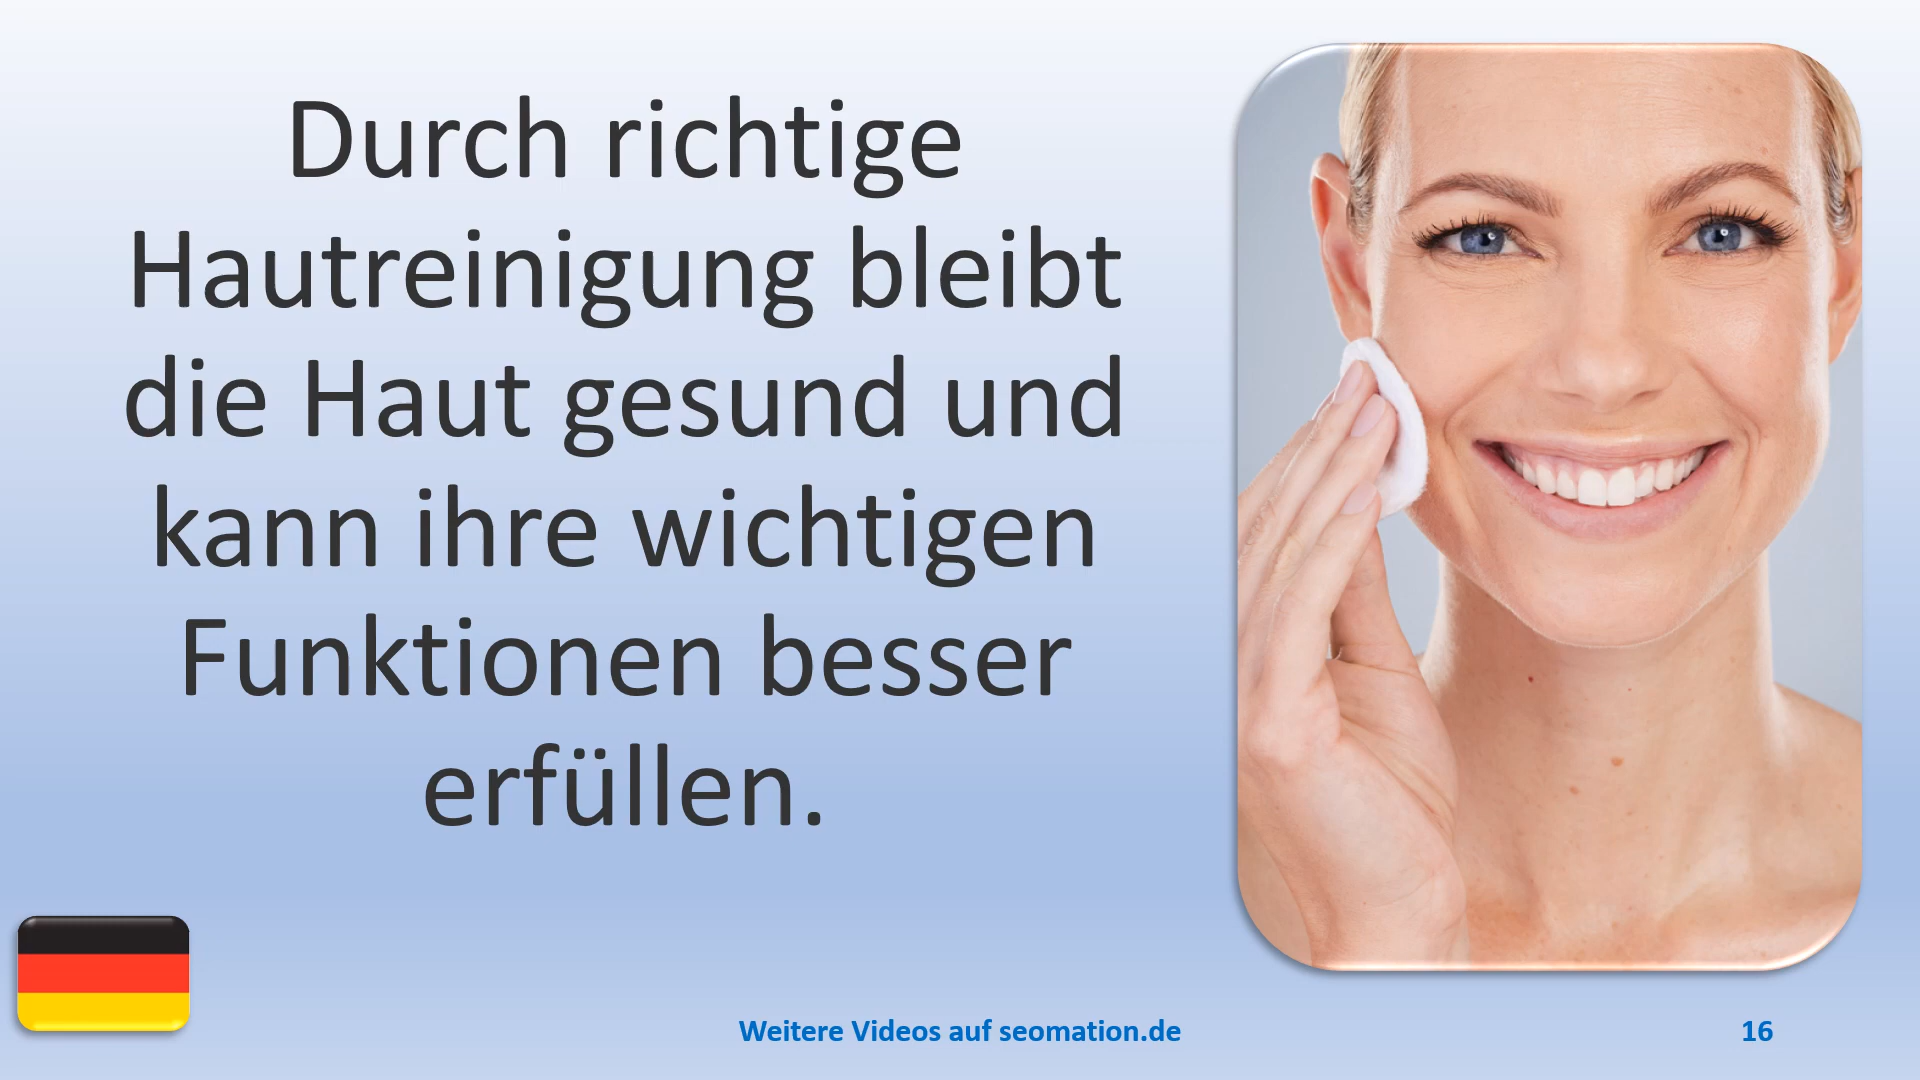 Durch richtige
Hautreinigung bleibt
die Haut gesund und
kann ihre wichtigen
Funktionen besser
erfüllen.
Weitere Videos auf seomation.de
16